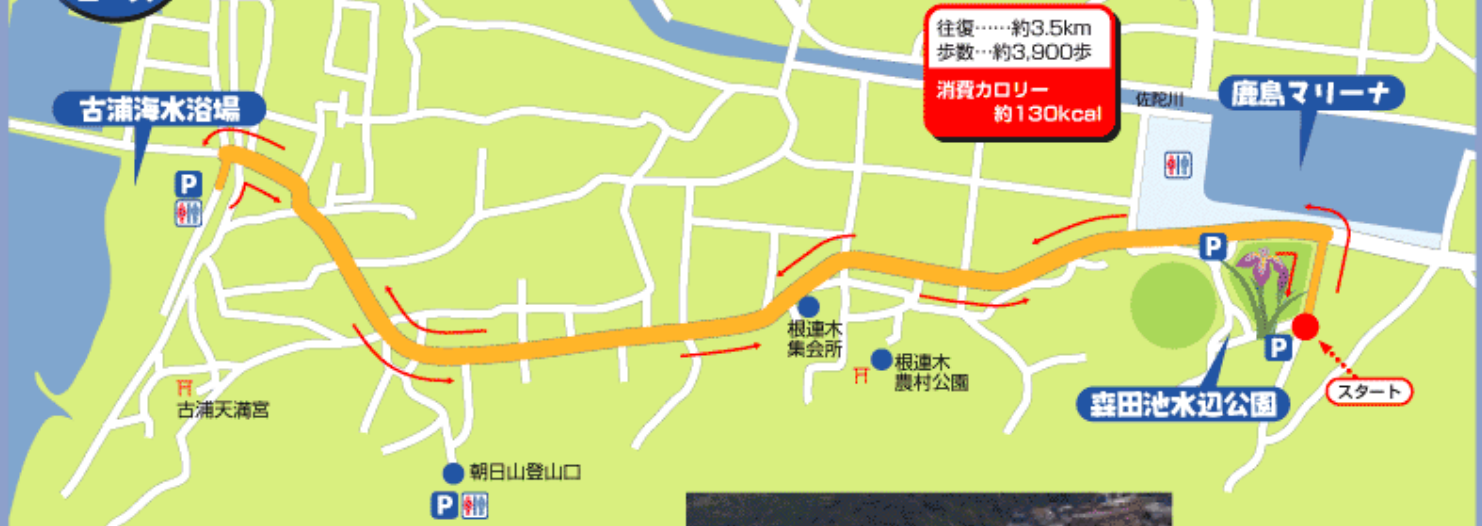 往復……約3.5km
歩数…約3,900歩
消費カロリー
約130kcal
佐陀川
鹿島マリーナ
古浦海水浴場
P
P
根連木
集会所
根連木
農村公園
P
スタート
森田池水辺公園
古浦天満宮
朝日山登山口
P